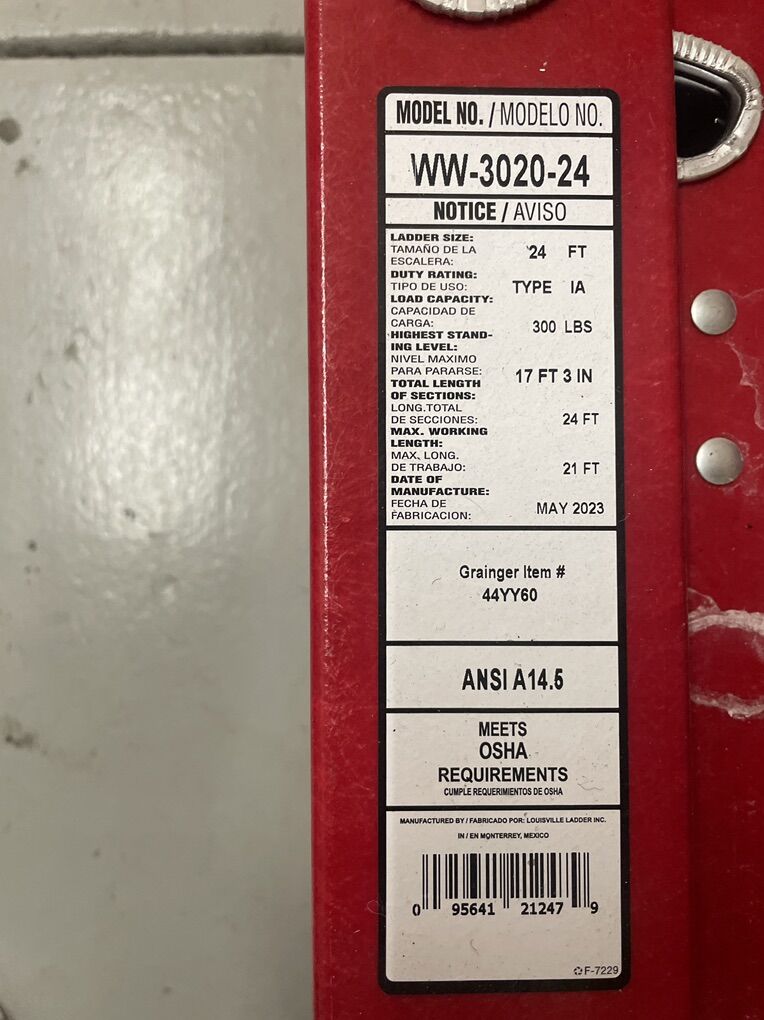 MODEL NO. / MODELO NO.
WW-3020-24
NOTICE / AVISO
LADDER SIZE:
TAMAÑO DE LA
ESCALERA:
24 FT
DUTY RATING:
TIPO DE USO:
TYPE IA
LOAD CAPACITY:
CAPACIDAD DE
CARGA:
300 LBS
HIGHEST STAND-
ING LEVEL:
NIVEL MAXIMO
PARA PARARSE:
17 FT 3 IN
TOTAL LENGTH
OF SECTIONS:
LONG.TOTAL
DE SECCIONES:
24 FT
MAX. WORKING
LENGTH:
MAX. LONG.
DE TRABAJO:
21 FT
DATE OF
MANUFACTURE:
FECHA DE
FABRICACION:
MAY 2023
Grainger Item #
44YY60
ANSI A14.5
MEETS
OSHA
REQUIREMENTS
CUMPLE REQUERIMIENTOS DE OSHA
MANUFACTURED BY / FABRICADO POR: LOUISVILLE LADDER INC.
IN / EN MONTERREY, MEXICO
0 95641 21247 9
F-7229